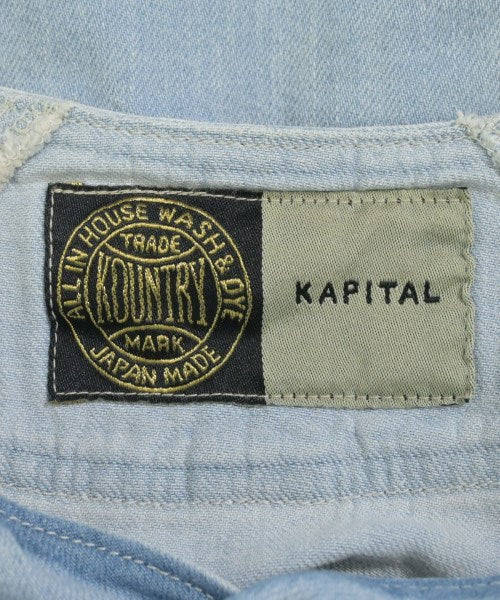 ALL IN HOUSE WASH & DYE
TRADE
KOUNTRY
MARK
JAPAN MADE
KAPITAL